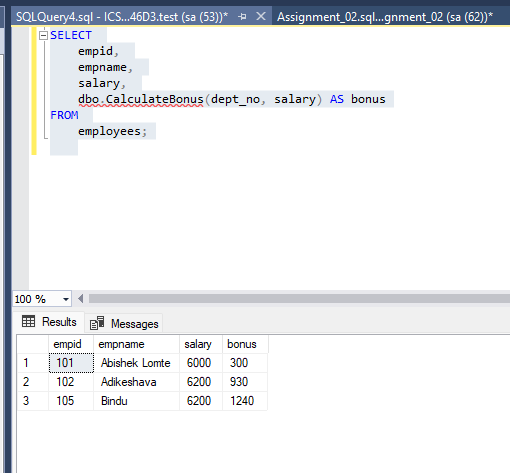 SQLQuery4.sql - ICS...46D3.test (sa (53))*
Assignment_02.sql...gnment_02 (sa (62))*
SELECT
empid,
empname,
salary,
dbo.CalculateBonus(dept_no, salary) AS bonus
FROM
employees;
100 %
Results Messages
empid empname salary bonus
1 101 Abishek Lomte 6000 300
2 102 Adikeshava 6200 930
3 105 Bindu 6200 1240